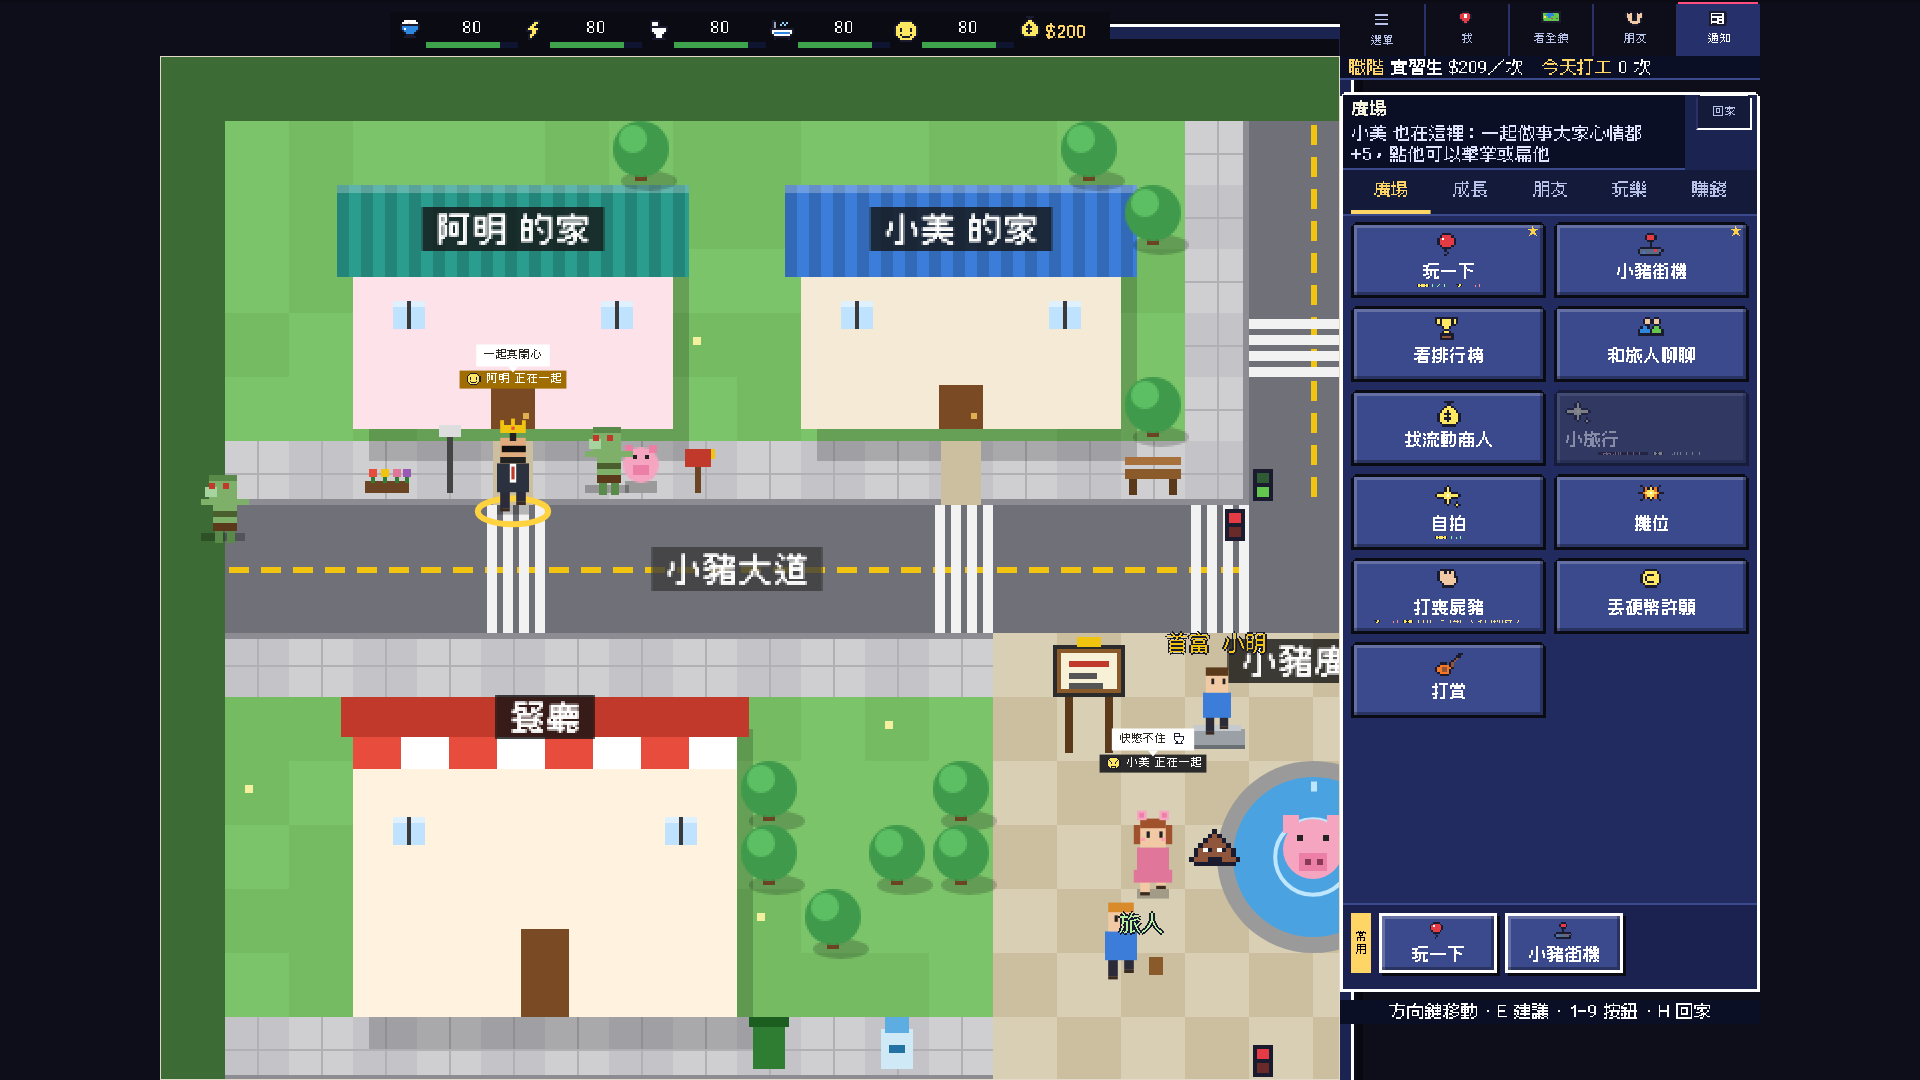 80
80
80
80
80
$200
選單
我
看全鎮
朋友
通知
職階 實習生 $209／次 今天打工 0 次
廣場
回家
小美 也在這裡：一起做事大家心情都
+5，點他可以擊掌或扁他
廣場
成長
朋友
玩樂
賺錢
玩一下
小豬街機
看排行榜
和旅人聊聊
找流動商人
小旅行
自拍
攤位
打喪屍豬
丟硬幣許願
打賞
常用
玩一下
小豬街機
方向鍵移動 · E 建議 · 1-9 按鈕 · H 回家
阿明 的家
小美 的家
一起真開心
阿明 正在一起
小豬大道
首富 小明
小豬廣
餐廳
快憋不住
小美 正在一起
旅人